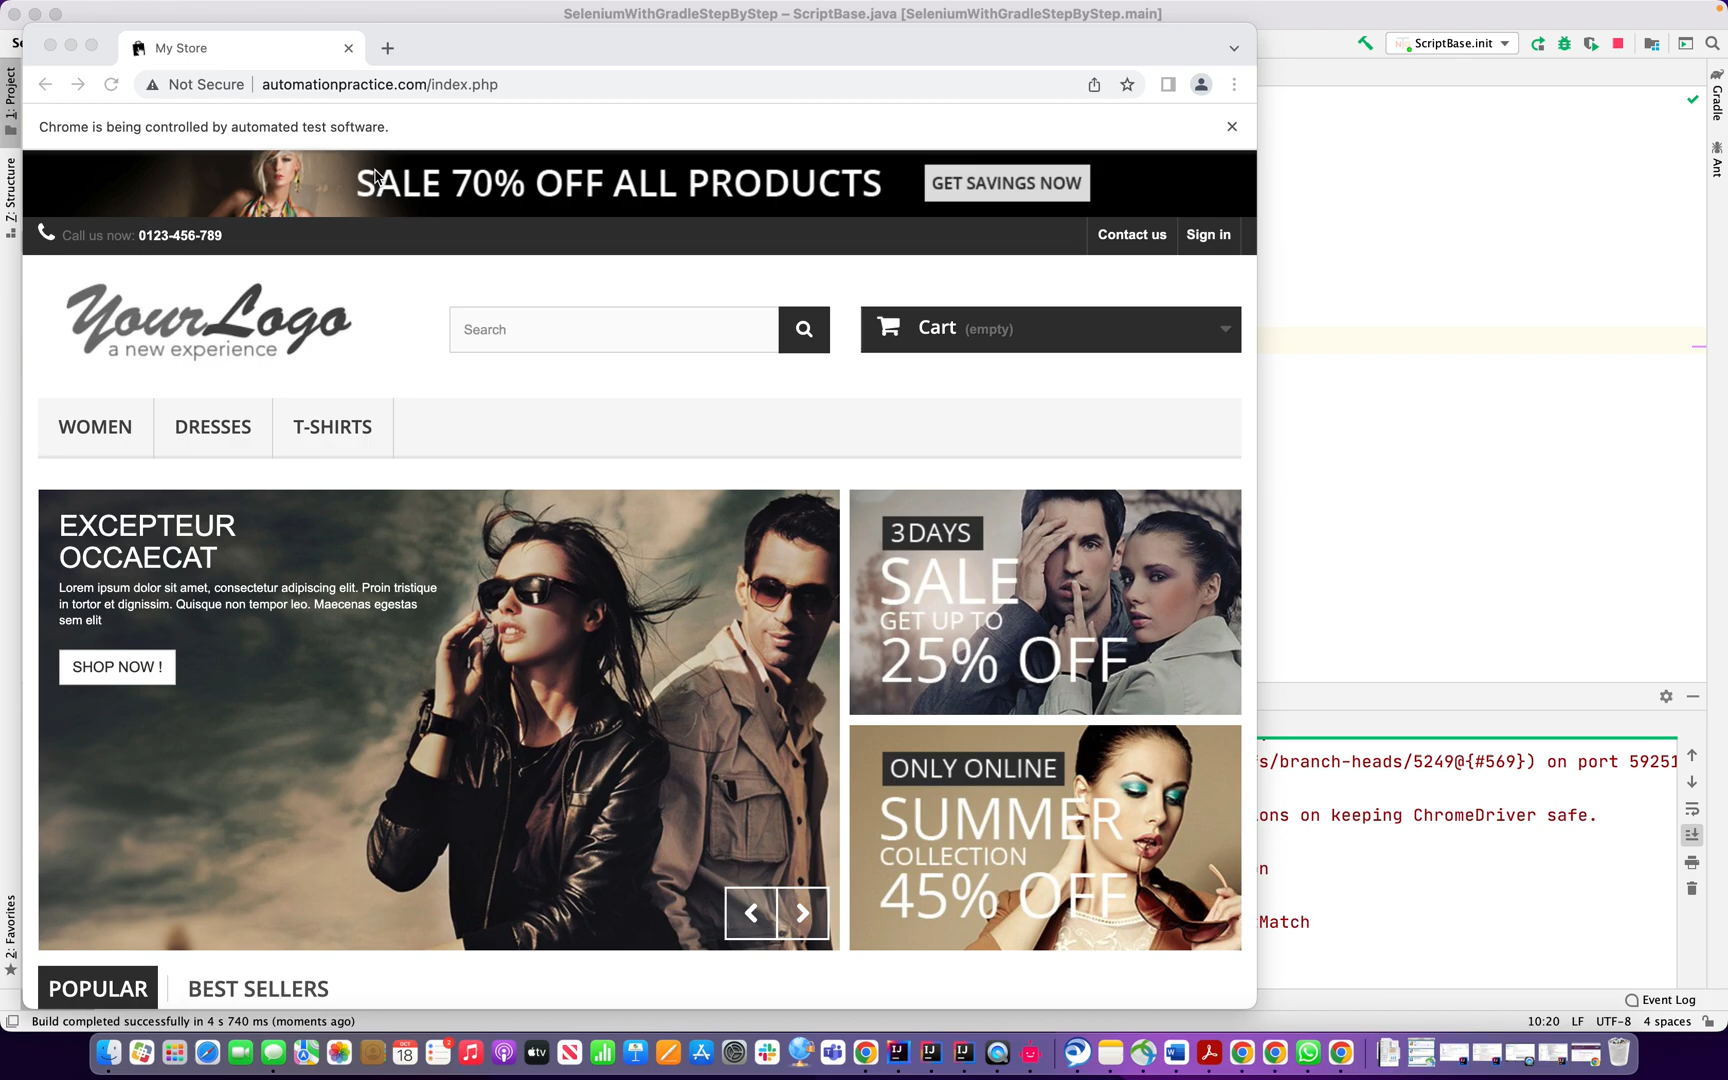 SeleniumWithGradleStepByStep – ScriptBase.java [SeleniumWithGradleStepByStep.main]
My Store
ScriptBase.init
Not Secure
automationpractice.com/index.php
Chrome is being controlled by automated test software.
SALE 70% OFF ALL PRODUCTS
GET SAVINGS NOW
Call us now: 0123-456-789
Contact us
Sign in
YourLogo
a new experience
Search
Cart (empty)
WOMEN
DRESSES
T-SHIRTS
EXCEPTEUR
OCCAECAT
Lorem ipsum dolor sit amet, consectetur adipiscing elit. Proin tristique
in tortor et dignissim. Quisque non tempor leo. Maecenas egestas
sem elit
SHOP NOW !
3 DAYS
SALE
GET UP TO
25% OFF
ONLY ONLINE
SUMMER
COLLECTION
45% OFF
POPULAR
BEST SELLERS
1: Project
Z: Structure
2: Favorites
Gradle
Ant
s/branch-heads/5249@{#569}) on port 59251
ons on keeping ChromeDriver safe.
n
Match
Event Log
Build completed successfully in 4 s 740 ms (moments ago)
10:20 LF UTF-8 4 spaces
OCT
18
2
tv